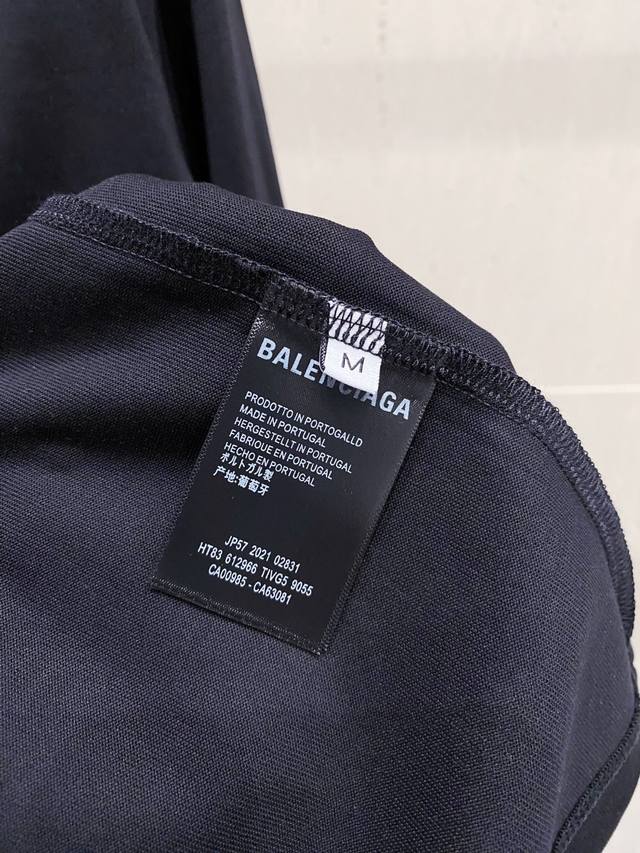 M
BALENCIAGA
PRODOTTO IN PORTOGALLD
MADE IN PORTUGAL
HERGESTELLT IN PORTUGAL
FABRIQUE EN PORTUGAL
HECHO EN PORTUGAL
ポルトガル製
产地:葡萄牙
JP57 2021 02831
HT83 612966 TIVG5 9055
CA00985 - CA63081